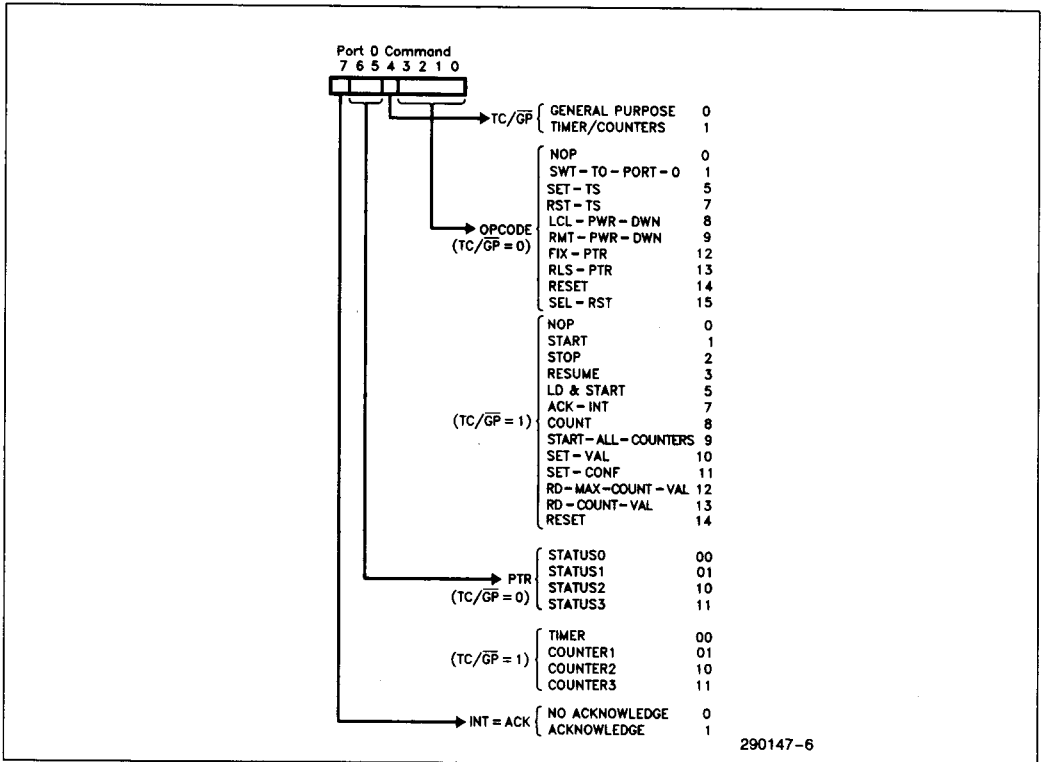 Port 0 Command
7 6 5 4 3 2 1 0
TC/G̅P̅ GENERAL PURPOSE 0
TIMER/COUNTERS 1
OPCODE
(TC/G̅P̅ = 0)
NOP 0
SWT-TO-PORT-0 1
SET-TS 5
RST-TS 7
LCL-PWR-DWN 8
RMT-PWR-DWN 9
FIX-PTR 12
RLS-PTR 13
RESET 14
SEL-RST 15
(TC/G̅P̅ = 1)
NOP 0
START 1
STOP 2
RESUME 3
LD & START 5
ACK-INT 7
COUNT 8
START-ALL-COUNTERS 9
SET-VAL 10
SET-CONF 11
RD-MAX-COUNT-VAL 12
RD-COUNT-VAL 13
RESET 14
PTR
(TC/G̅P̅ = 0)
STATUS0 00
STATUS1 01
STATUS2 10
STATUS3 11
(TC/G̅P̅ = 1)
TIMER 00
COUNTER1 01
COUNTER2 10
COUNTER3 11
INT = ACK NO ACKNOWLEDGE 0
ACKNOWLEDGE 1
290147-6